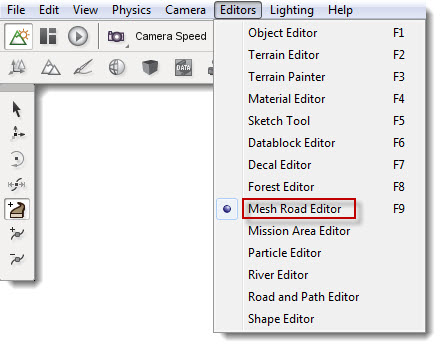 File Edit View Physics Camera Editors Lighting Help
Camera Speed
DATA
Object Editor F1
Terrain Editor F2
Terrain Painter F3
Material Editor F4
Sketch Tool F5
Datablock Editor F6
Decal Editor F7
Forest Editor F8
Mesh Road Editor F9
Mission Area Editor
Particle Editor
River Editor
Road and Path Editor
Shape Editor